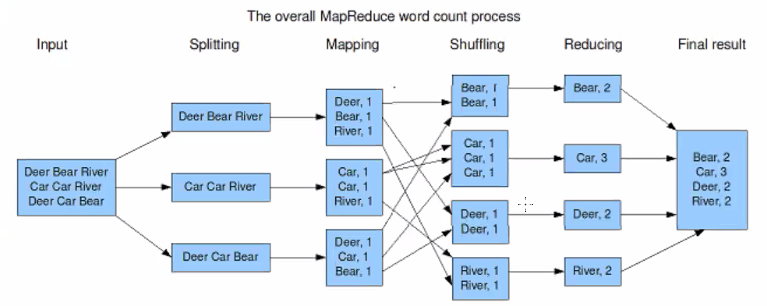 The overall MapReduce word count process
Input
Splitting
Mapping
Shuffling
Reducing
Final result
Deer Bear River
Car Car River
Deer Car Bear
Deer Bear River
Car Car River
Deer Car Bear
Deer, 1
Bear, 1
River, 1
Car, 1
Car, 1
River, 1
Deer, 1
Car, 1
Bear, 1
Bear, 1
Bear, 1
Car, 1
Car, 1
Car, 1
Deer, 1
Deer, 1
River, 1
River, 1
Bear, 2
Car, 3
Deer, 2
River, 2
Bear, 2
Car, 3
Deer, 2
River, 2